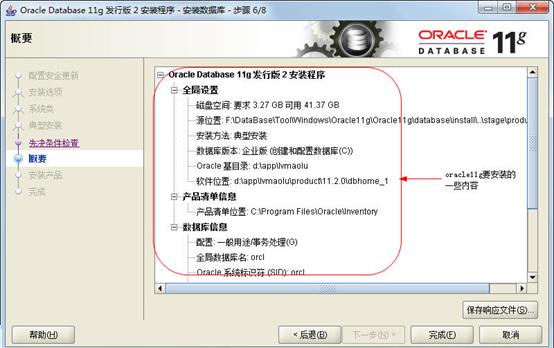 Oracle Database 11g 发行版 2 安装程序 - 安装数据库 - 步骤 6/8
概要
ORACLE
DATABASE 11g
配置安全更新
安装选项
系统类
典型安装
先决条件检查
概要
安装产品
完成
Oracle Database 11g 发行版 2 安装程序
全局设置
磁盘空间: 要求 3.27 GB 可用 41.37 GB
源位置: F:\DataBase\Tool\Windows\Oracle11g\Oracle11g\database\install\..\stage\produ
安装方法: 典型安装
数据库版本: 企业版 (创建和配置数据库(C))
Oracle 基目录: d:\app\lvmaolu
软件位置: d:\app\lvmaolu\product\11.2.0\dbhome_1
oracle11g要安装的
一些内容
产品清单信息
产品清单位置: C:\Program Files\Oracle\Inventory
数据库信息
配置: 一般用途/事务处理(G)
全局数据库名: orcl
Oracle 系统标识符 (SID): orcl
保存响应文件(S)...
帮助(H)
< 后退(B)
下一步(N) >
完成(F)
取消